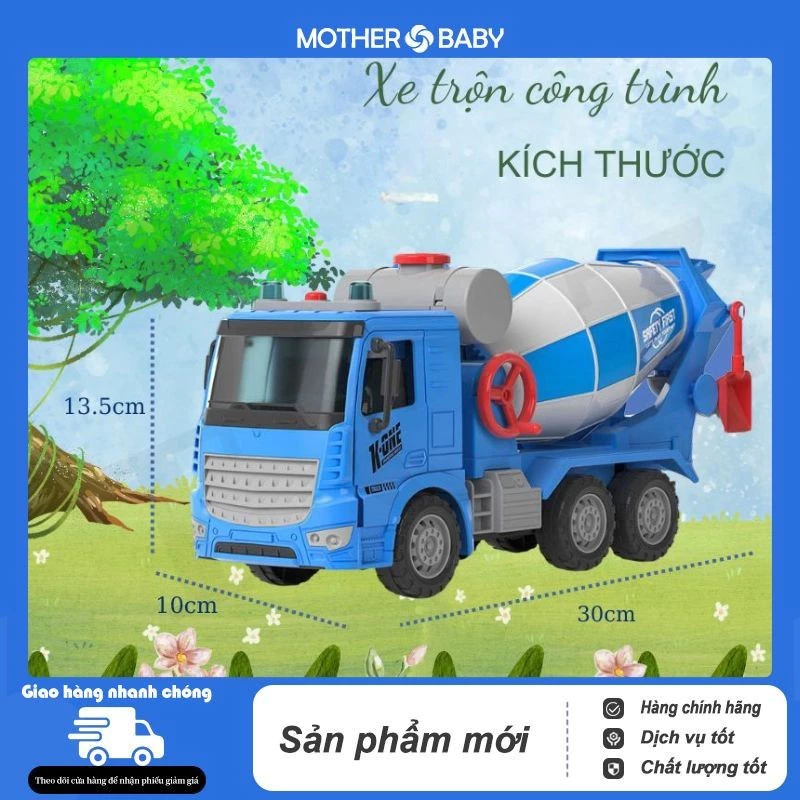 MOTHER BABY
Xe trộn công trình
KÍCH THƯỚC
SAFETY FIRST
13.5cm
K-ONE
10cm
30cm
Giao hàng nhanh chóng
Theo dõi cửa hàng để nhận phiếu giảm giá
Sản phẩm mới
Hàng chính hãng
Dịch vụ tốt
Chất lượng tốt